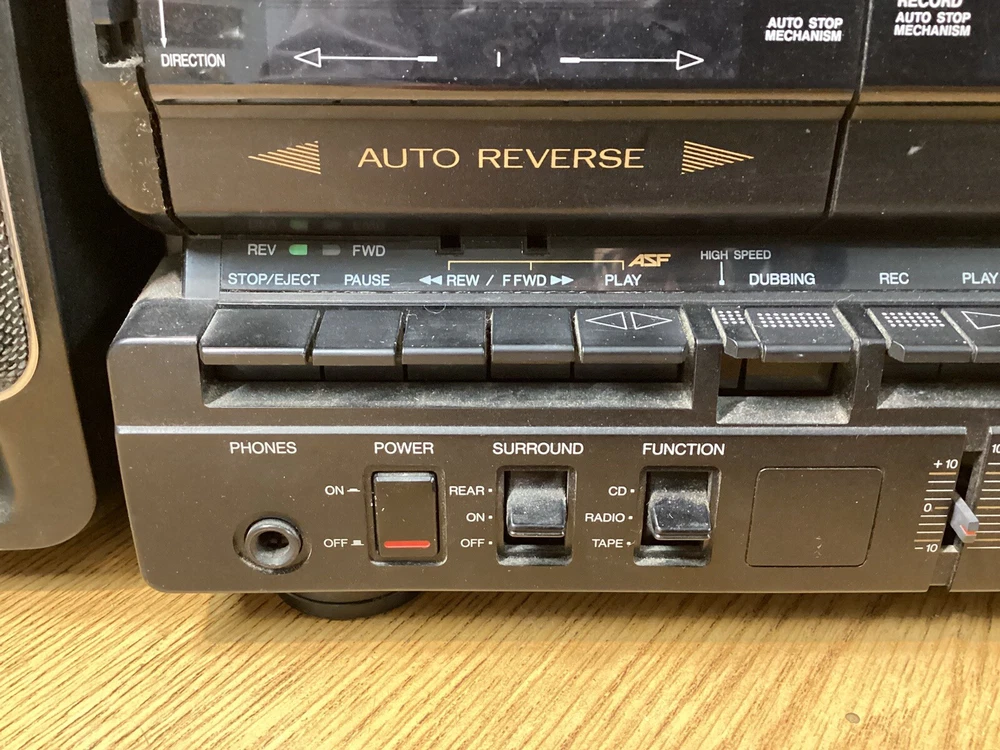 RECORD
AUTO STOP
MECHANISM
AUTO STOP
MECHANISM
DIRECTION
AUTO REVERSE
REV FWD
ASF
HIGH SPEED
STOP/EJECT PAUSE ◀◀ REW / F FWD ▶▶ PLAY DUBBING REC PLAY
PHONES POWER SURROUND FUNCTION
ON REAR CD +10 10
ON RADIO 0
OFF OFF TAPE -10